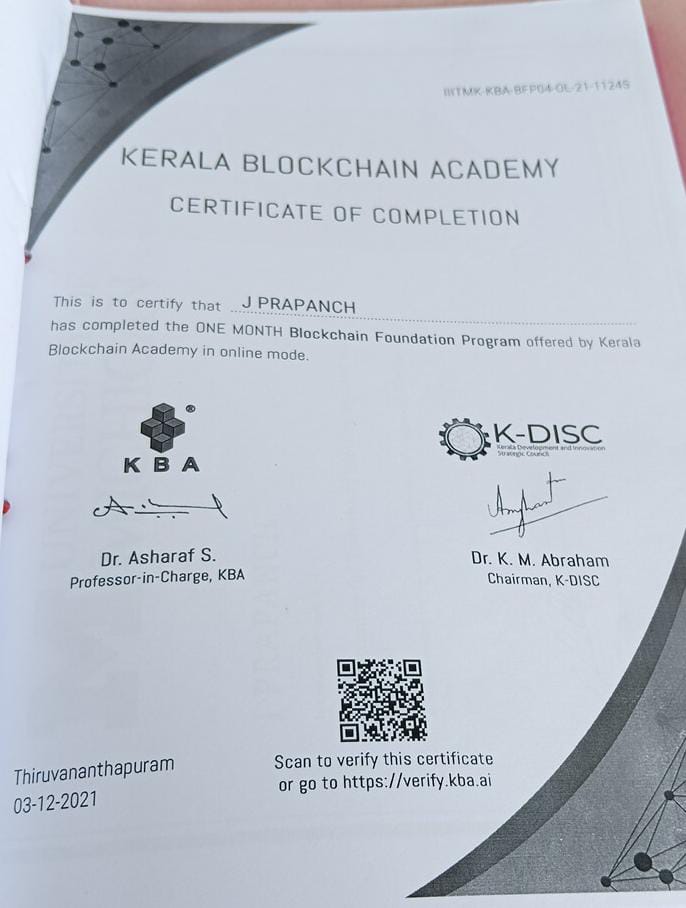 IIITMK-KBA-BFP04-OL-21-11245
KERALA BLOCKCHAIN ACADEMY
CERTIFICATE OF COMPLETION
This is to certify that J PRAPANCH
has completed the ONE MONTH Blockchain Foundation Program offered by Kerala
Blockchain Academy in online mode.
®
KBA
K-DISC
Kerala Development and Innovation
Strategic Council
Dr. Asharaf S.
Professor-in-Charge, KBA
Dr. K. M. Abraham
Chairman, K-DISC
Scan to verify this certificate
or go to https://verify.kba.ai
Thiruvananthapuram
03-12-2021